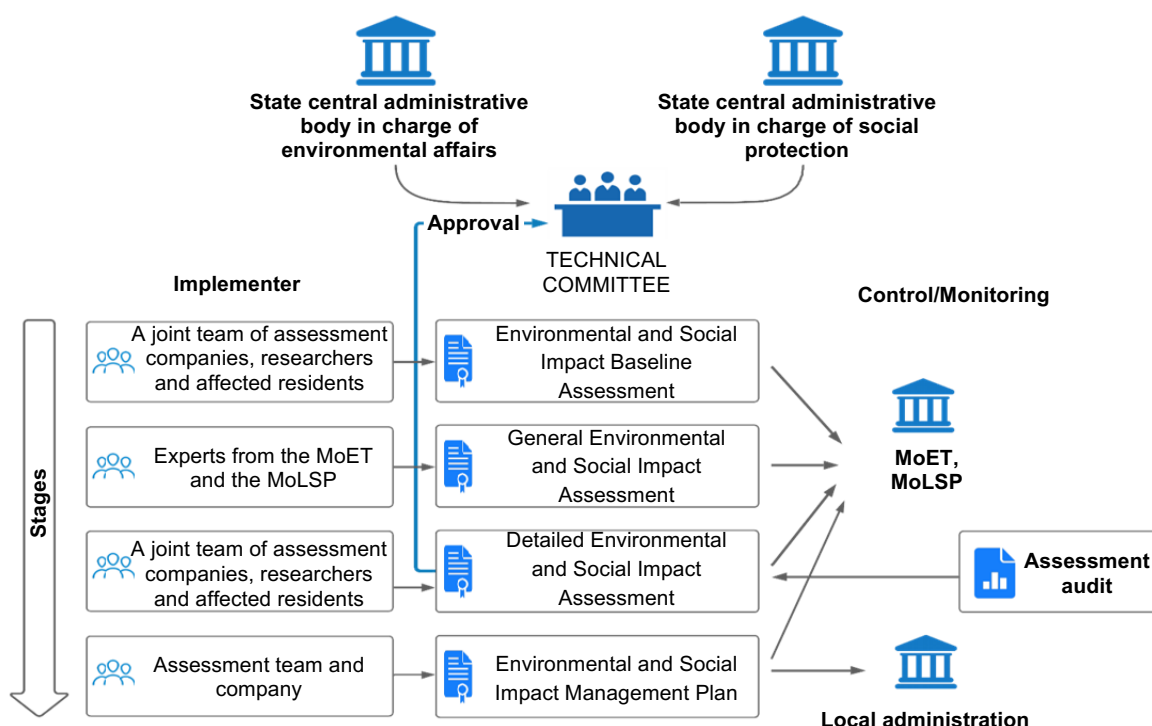 State central administrative
body in charge of
environmental affairs
State central administrative
body in charge of social
protection
Approval
TECHNICAL
COMMITTEE
Implementer
Control/Monitoring
Stages
A joint team of assessment
companies, researchers
and affected residents
Environmental and Social
Impact Baseline
Assessment
Experts from the MoET
and the MoLSP
General Environmental
and Social Impact
Assessment
MoET,
MoLSP
A joint team of assessment
companies, researchers
and affected residents
Detailed Environmental
and Social Impact
Assessment
Assessment
audit
Assessment team and
company
Environmental and Social
Impact Management Plan
Local administration